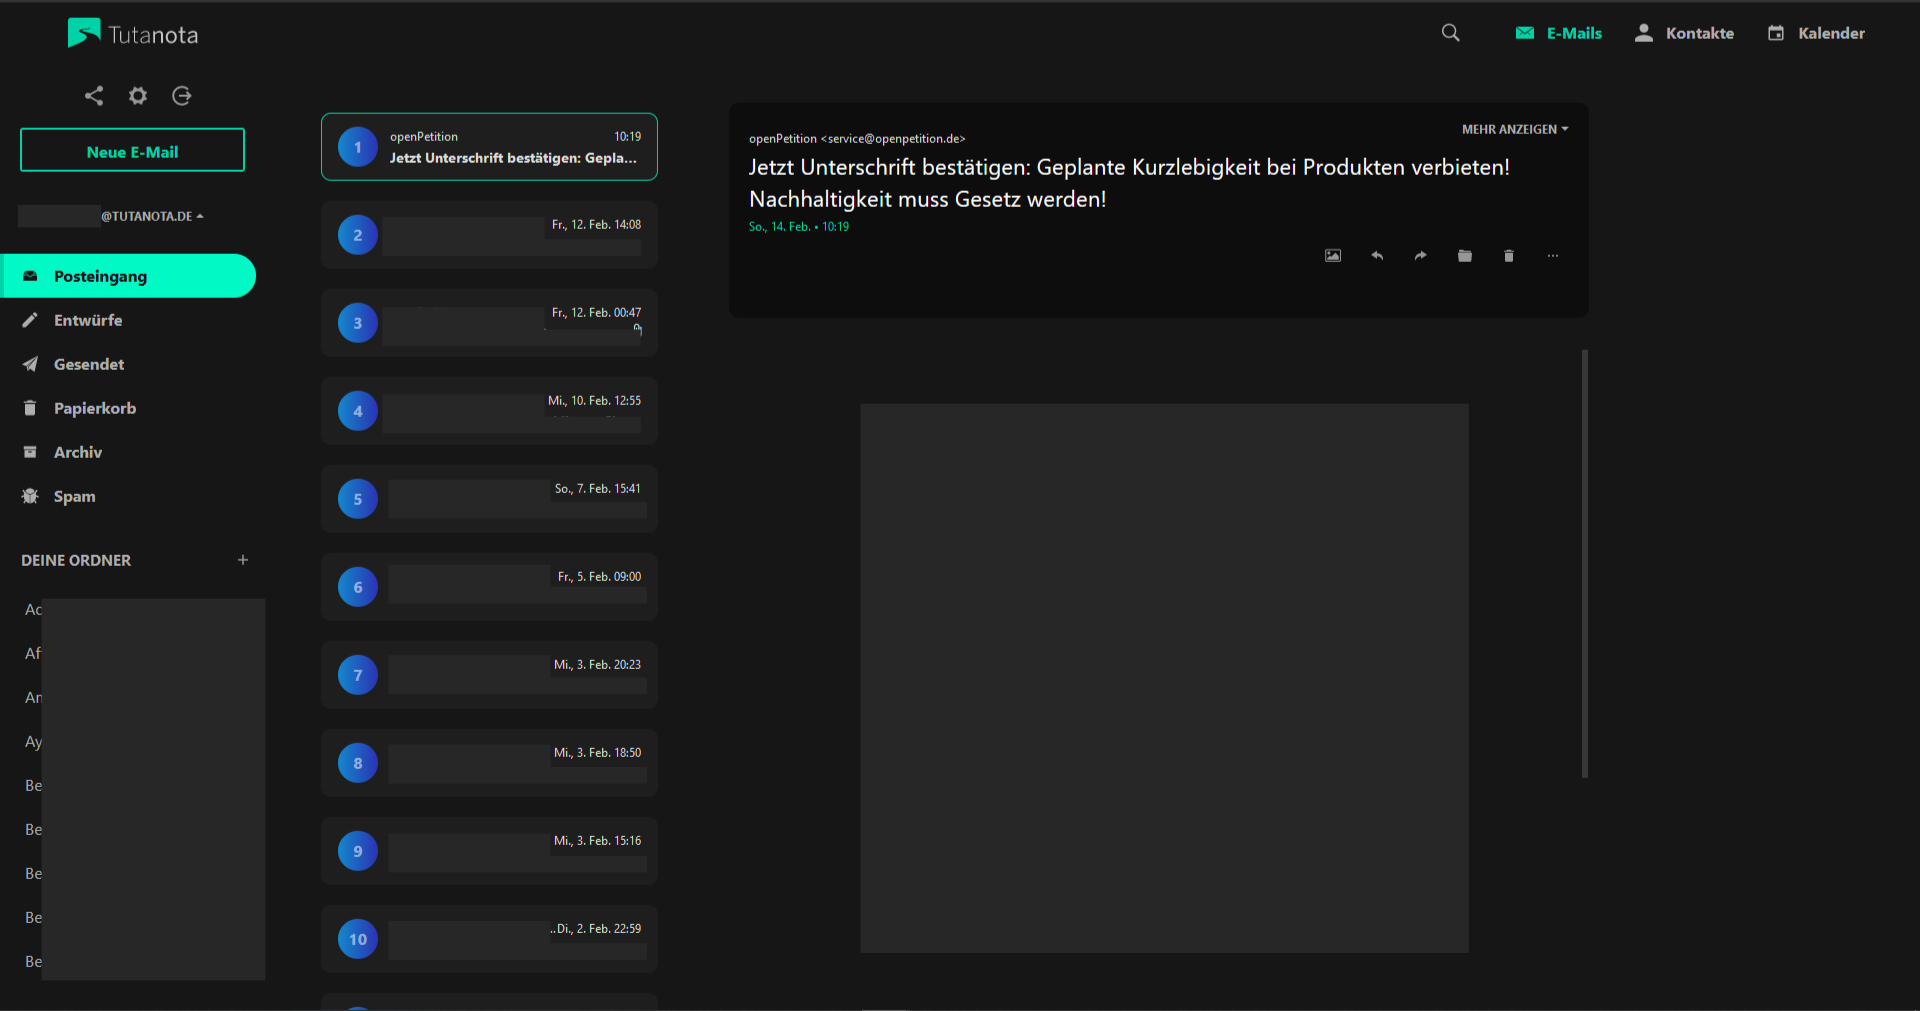 Tutanota
E-Mails
Kontakte
Kalender
Neue E-Mail
@TUTANOTA.DE
Posteingang
Entwürfe
Gesendet
Papierkorb
Archiv
Spam
DEINE ORDNER +
Ac
Af
Ay
Be
Be
Be
Be
Be
1
openPetition 10:19
Jetzt Unterschrift bestätigen: Gepla...
2
Fr., 12. Feb. 14:08
3
Fr., 12. Feb. 00:47
4
Mi., 10. Feb. 12:55
5
So., 7. Feb. 15:41
6
Fr., 5. Feb. 09:00
7
Mi., 3. Feb. 20:23
8
Mi., 3. Feb. 18:50
9
Mi., 3. Feb. 15:16
10
..Di., 2. Feb. 22:59
MEHR ANZEIGEN
openPetition <service@openpetition.de>
Jetzt Unterschrift bestätigen: Geplante Kurzlebigkeit bei Produkten verbieten!
Nachhaltigkeit muss Gesetz werden!
So., 14. Feb. • 10:19